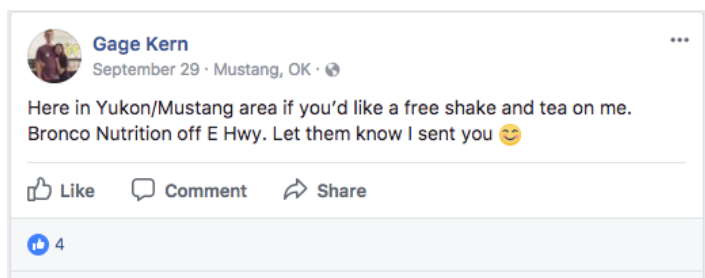 Gage Kern
September 29 · Mustang, OK ·
Here in Yukon/Mustang area if you’d like a free shake and tea on me.
Bronco Nutrition off E Hwy. Let them know I sent you 😊
Like Comment Share
4